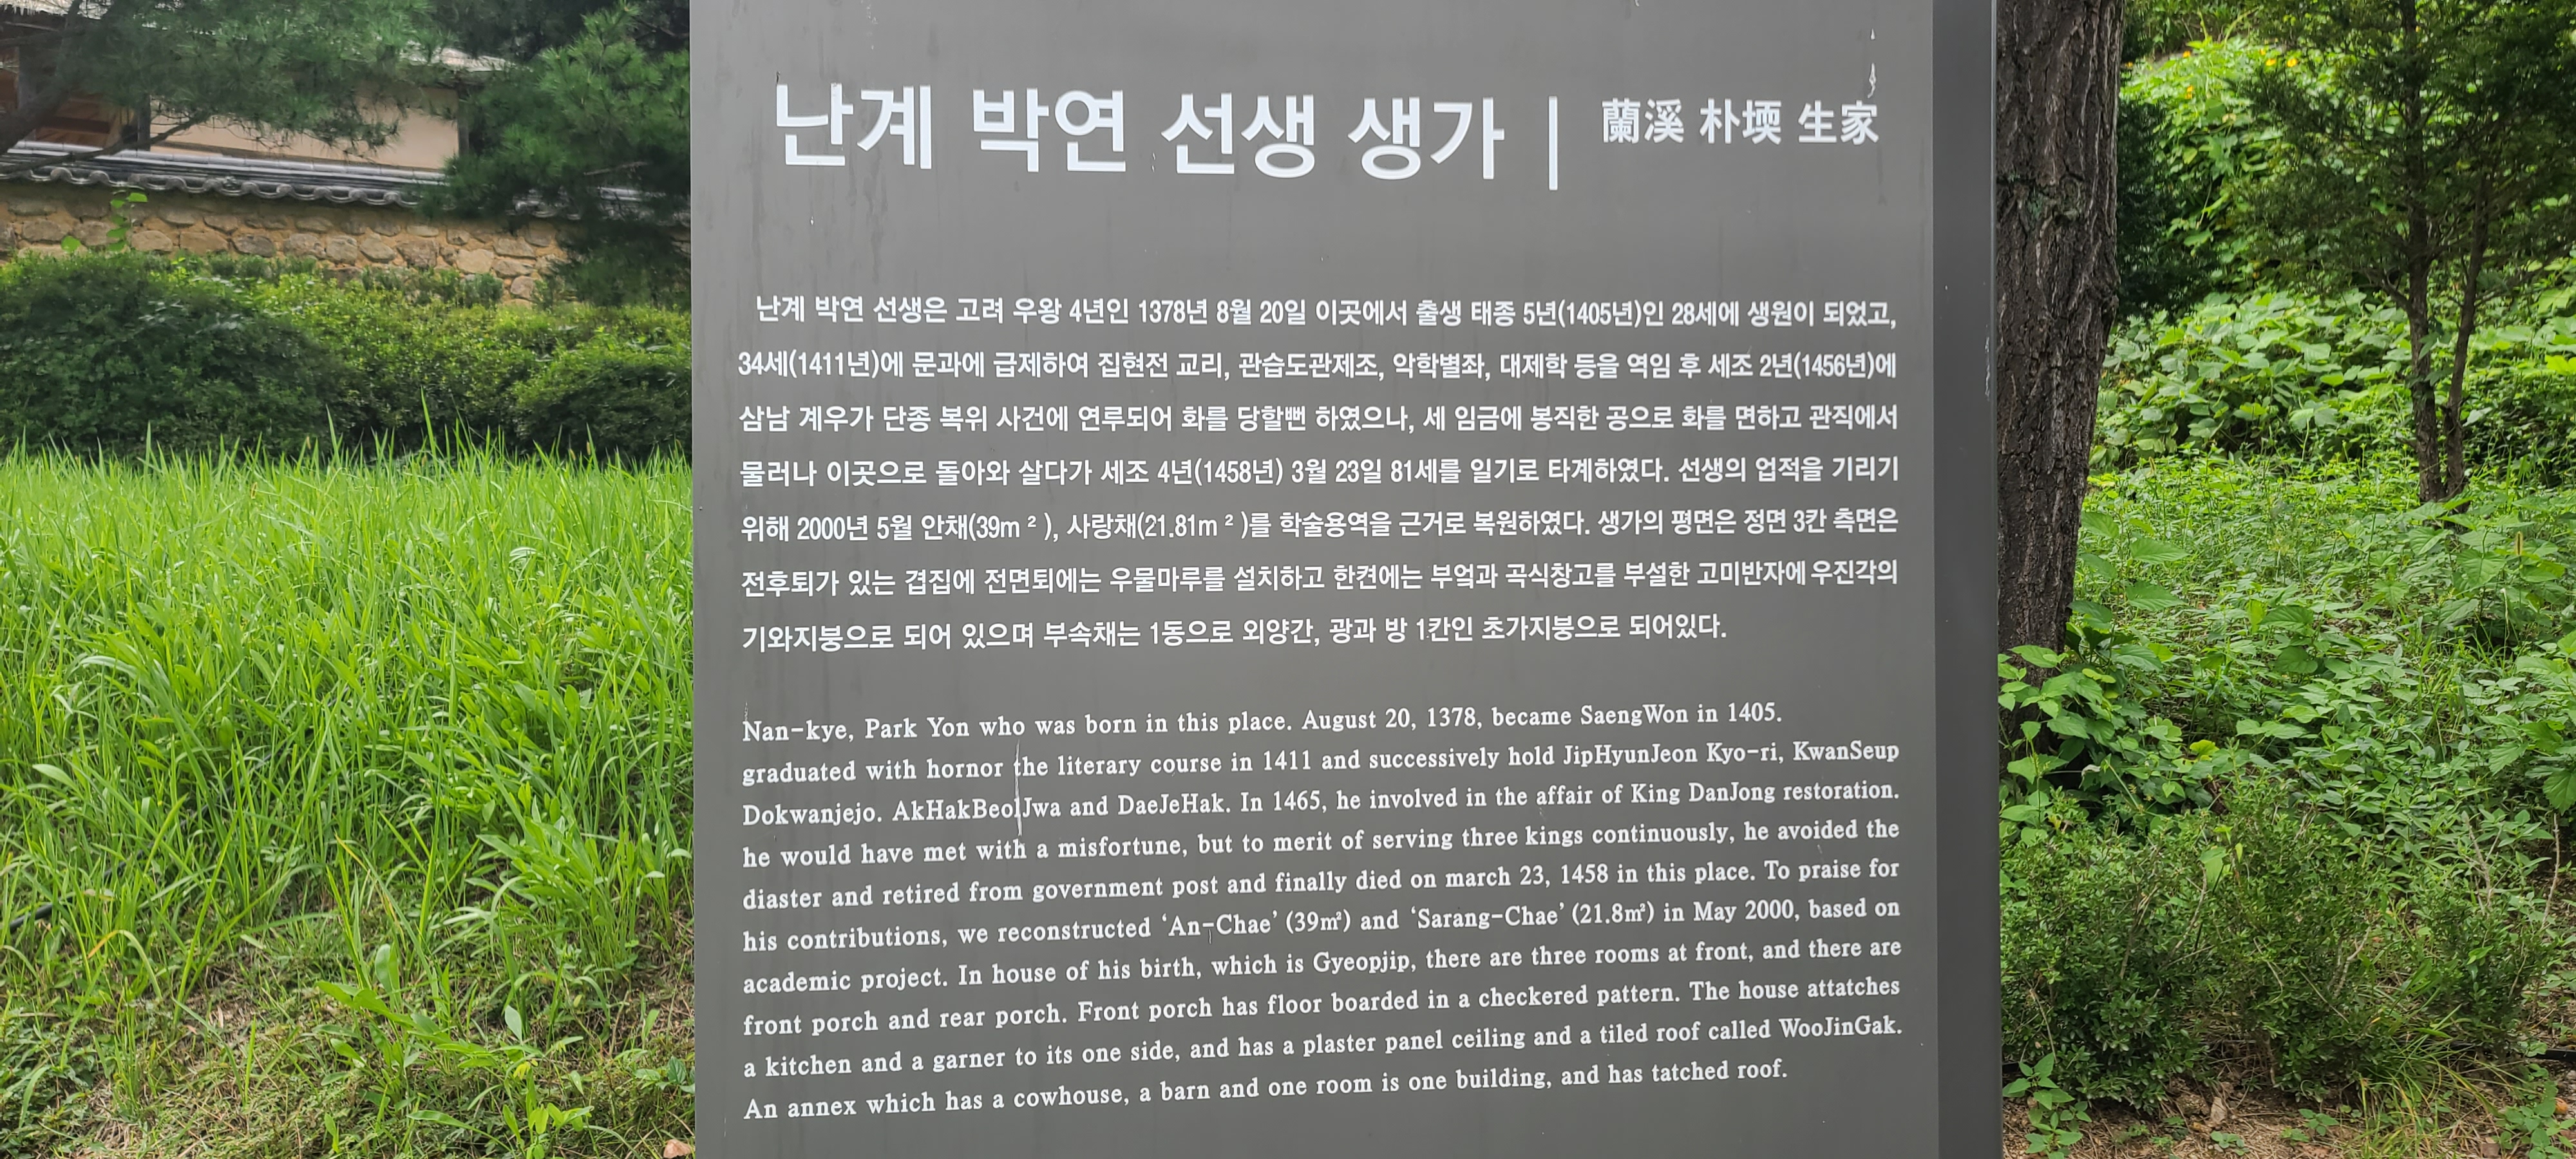 난계 박연 선생 생가 | 蘭溪 朴堧 生家
난계 박연 선생은 고려 우왕 4년인 1378년 8월 20일 이곳에서 출생 태종 5년(1405년)인 28세에 생원이 되었고,
34세(1411년)에 문과에 급제하여 집현전 교리, 관습도관제조, 악학별좌, 대제학 등을 역임 후 세조 2년(1456년)에
삼남 계우가 단종 복위 사건에 연루되어 화를 당할뻔 하였으나, 세 임금에 봉직한 공으로 화를 면하고 관직에서
물러나 이곳으로 돌아와 살다가 세조 4년(1458년) 3월 23일 81세를 일기로 타계하였다. 선생의 업적을 기리기
위해 2000년 5월 안채(39m²), 사랑채(21.81m²)를 학술용역을 근거로 복원하였다. 생가의 평면은 정면 3칸 측면은
전후퇴가 있는 겹집에 전면퇴에는 우물마루를 설치하고 한켠에는 부엌과 곡식창고를 부설한 고미반자에 우진각의
기와지붕으로 되어 있으며 부속채는 1동으로 외양간, 광과 방 1칸인 초가지붕으로 되어있다.
Nan-kye, Park Yon who was born in this place. August 20, 1378, became SaengWon in 1405.
graduated with hornor the literary course in 1411 and successively hold JipHyunJeon Kyo-ri, KwanSeup
Dokwanjejo. AkHakBeolJwa and DaeJeHak. In 1465, he involved in the affair of King DanJong restoration.
he would have met with a misfortune, but to merit of serving three kings continuously, he avoided the
diaster and retired from government post and finally died on march 23, 1458 in this place. To praise for
his contributions, we reconstructed ‘An-Chae’ (39㎡) and ‘Sarang-Chae’ (21.8㎡) in May 2000, based on
academic project. In house of his birth, which is Gyeopjip, there are three rooms at front, and there are
front porch and rear porch. Front porch has floor boarded in a checkered pattern. The house attatches
a kitchen and a garner to its one side, and has a plaster panel ceiling and a tiled roof called WooJinGak.
An annex which has a cowhouse, a barn and one room is one building, and has tatched roof.